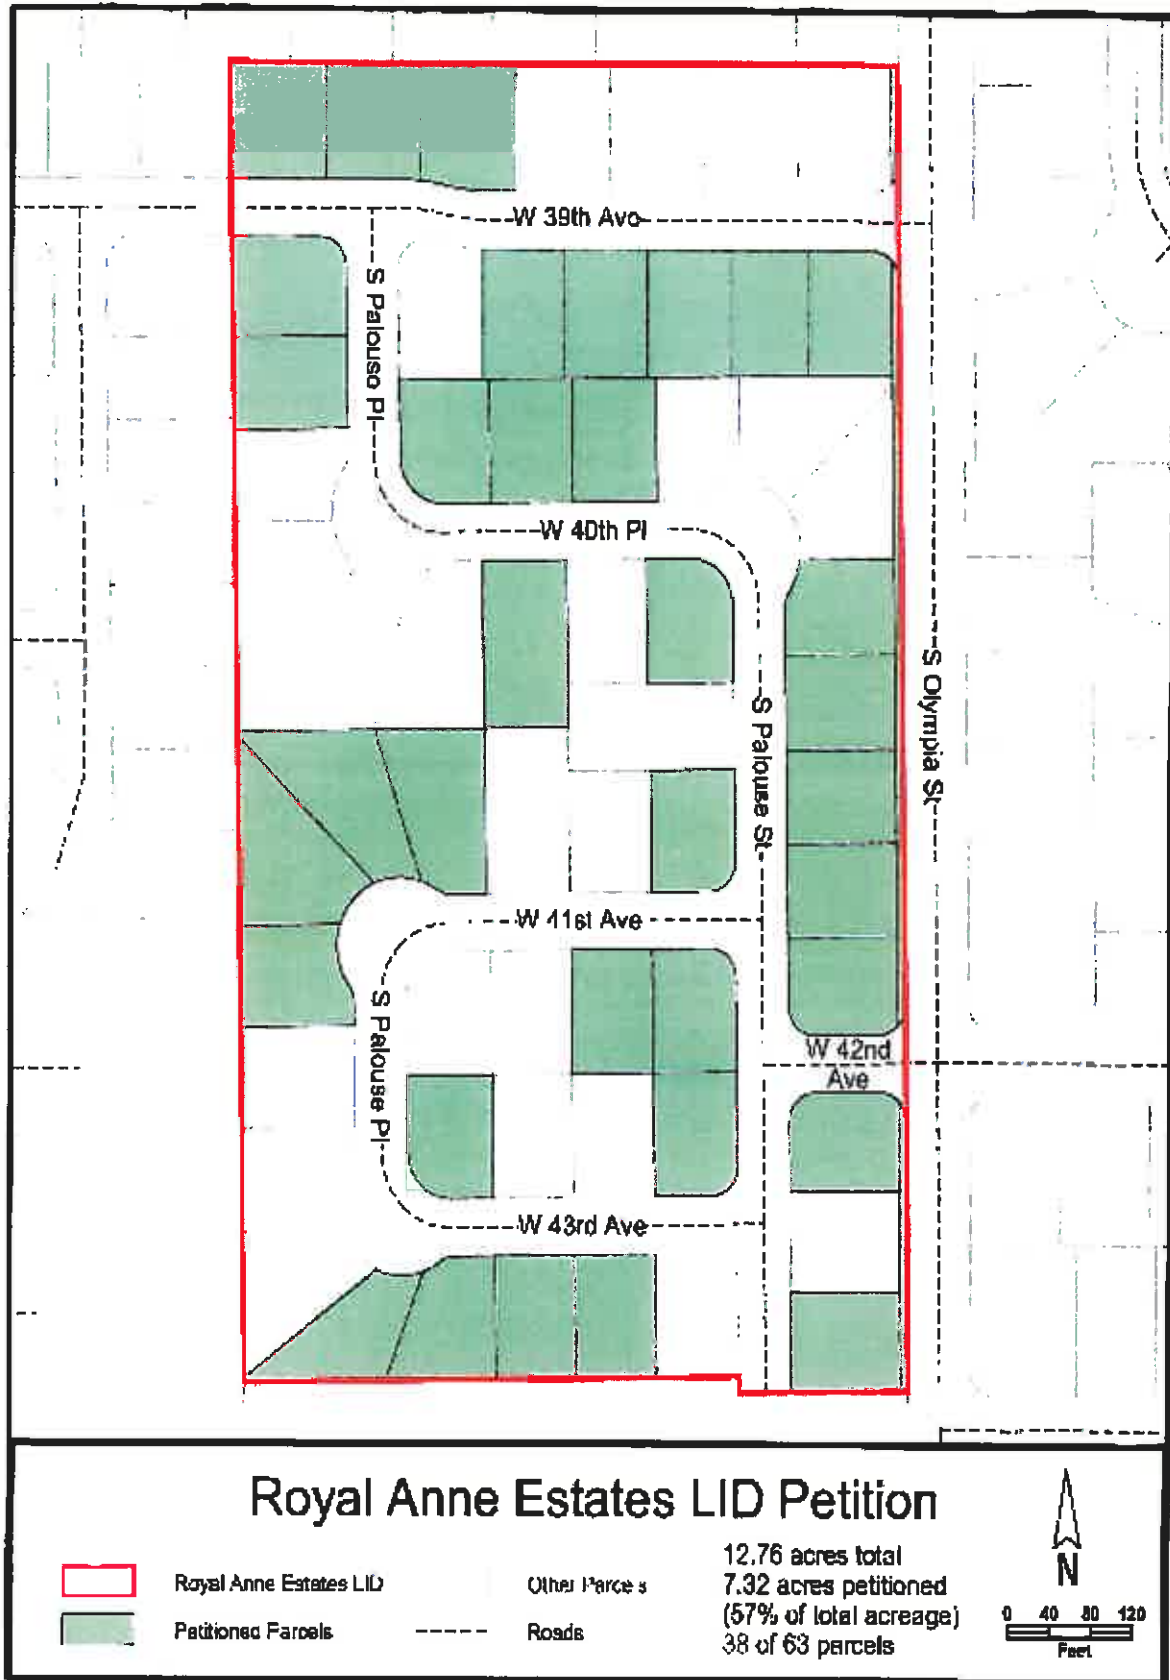 W 39th Ave
S Palouse Pl
W 40th Pl
S Palouse St
S Olympia St
W 41st Ave
S Palouse Pl
W 42nd
Ave
W 43rd Ave
Royal Anne Estates LID Petition
Royal Anne Estates LID
Petitioned Parcels
Other Parcels
Roads
12.76 acres total
7.32 acres petitioned
(57% of total acreage)
38 of 63 parcels
N
0 40 80 120
Feet